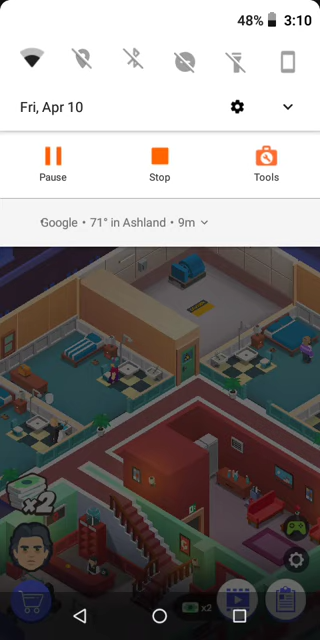 48% 3:10
Fri, Apr 10
Pause Stop Tools
Google • 71° in Ashland • 9m
x2
x2